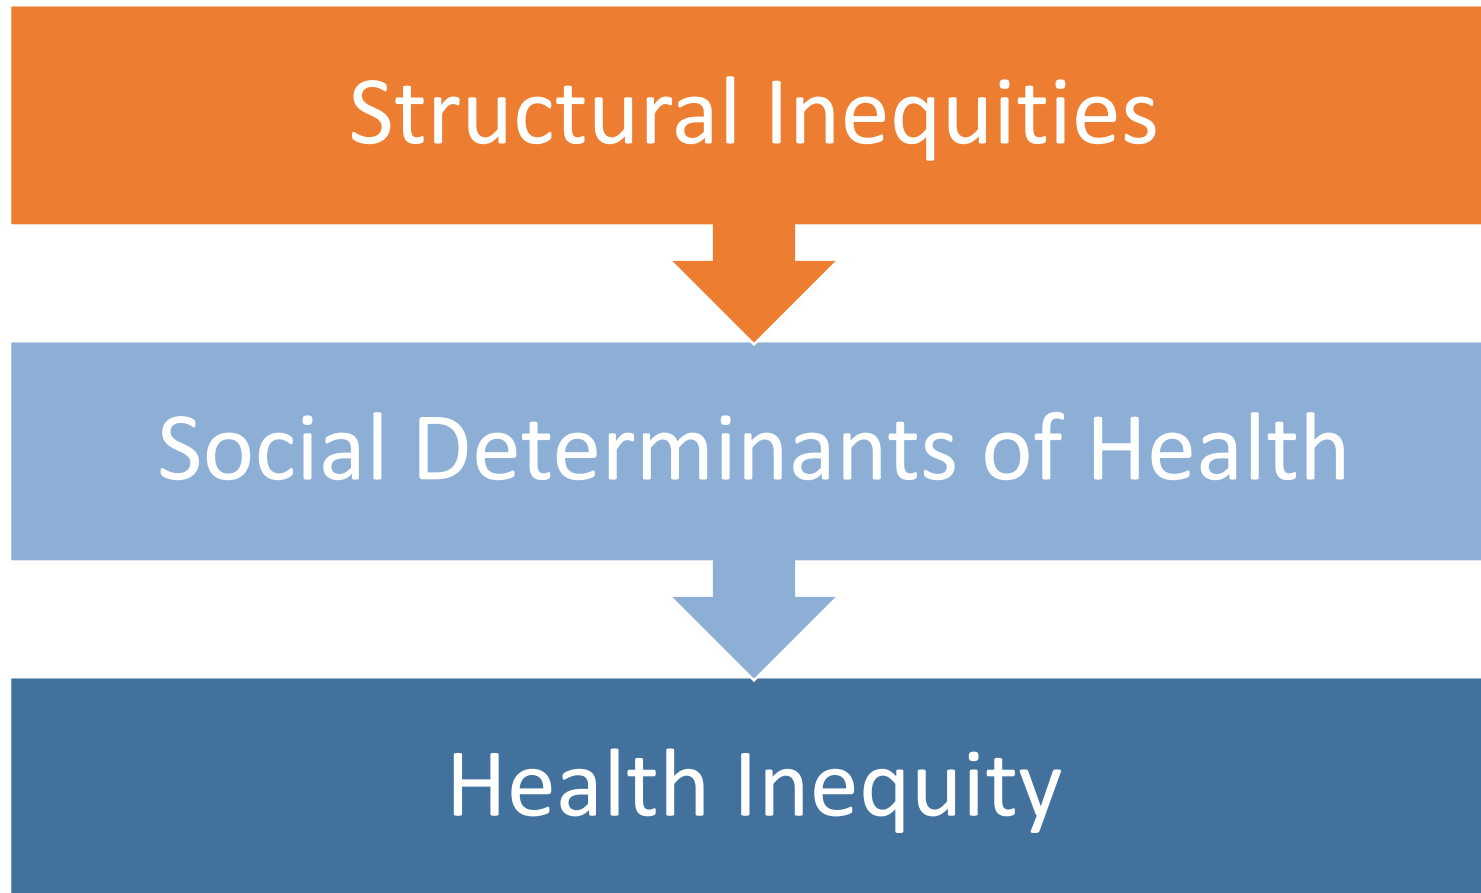 Structural Inequities
Social Determinants of Health
Health Inequity